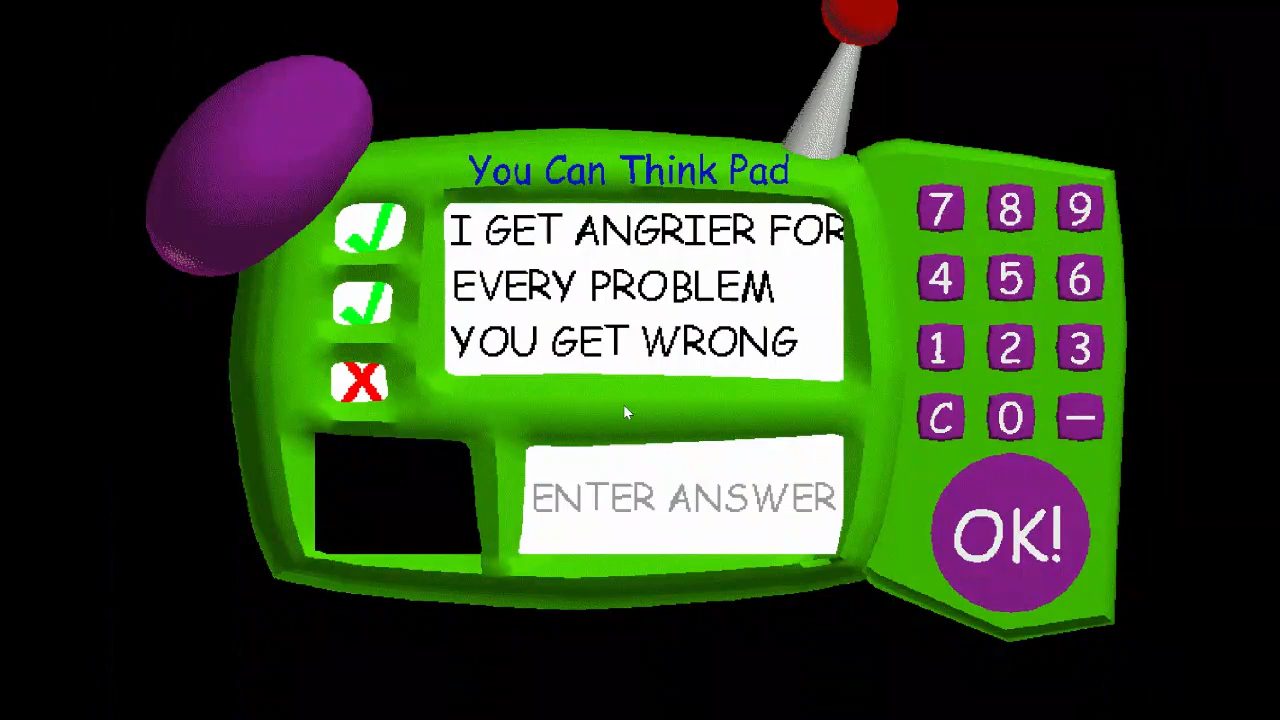 You Can Think Pad
I GET ANGRIER FOR
EVERY PROBLEM
YOU GET WRONG
X
ENTER ANSWER
7 8 9
4 5 6
1 2 3
C 0 –
OK!